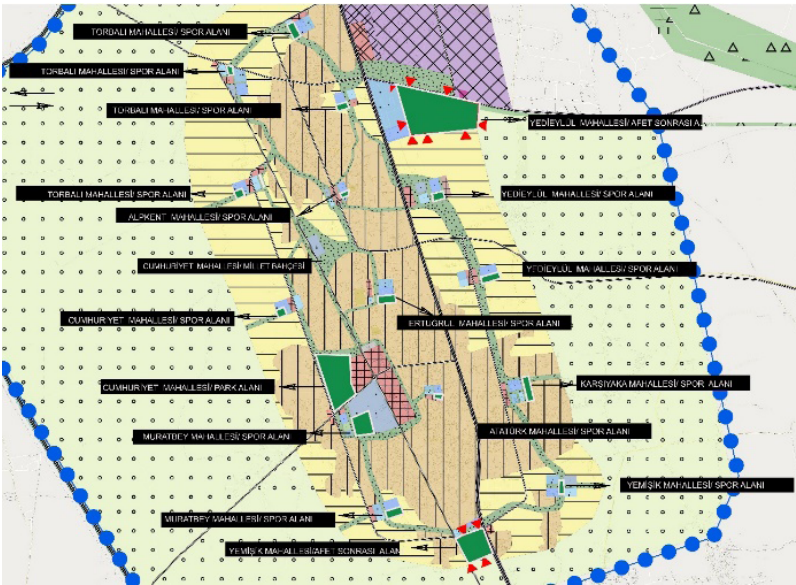 TORBALI MAHALLESİ/ SPOR ALANI
TORBALI MAHALLESİ/ SPOR ALANI
TORBALI MAHALLESİ/ SPOR ALANI
YEDİEYLÜL MAHALLESİ/ AFET SONRASI A.
TORBALI MAHALLESİ/ SPOR ALANI
YEDİEYLÜL MAHALLESİ/ SPOR ALANI
ALPKENT MAHALLESİ/ SPOR ALANI
CUMHURİYET MAHALLESİ/ MİLLET BAHÇESİ
YEDİEYLÜL MAHALLESİ/ SPOR ALANI
CUMHURİYET MAHALLESİ/ SPOR ALANI
ERTUĞRUL MAHALLESİ/ SPOR ALANI
CUMHURİYET MAHALLESİ/ PARK ALANI
KARŞIYAKA MAHALLESİ/ SPOR ALANI
MURATBEY MAHALLESİ/ SPOR ALANI
ATATÜRK MAHALLESİ/ SPOR ALANI
YEMİŞİK MAHALLESİ/ SPOR ALANI
MURATBEY MAHALLESİ/ SPOR ALANI
YEMİŞİK MAHALLESİ/AFET SONRASI ALAN